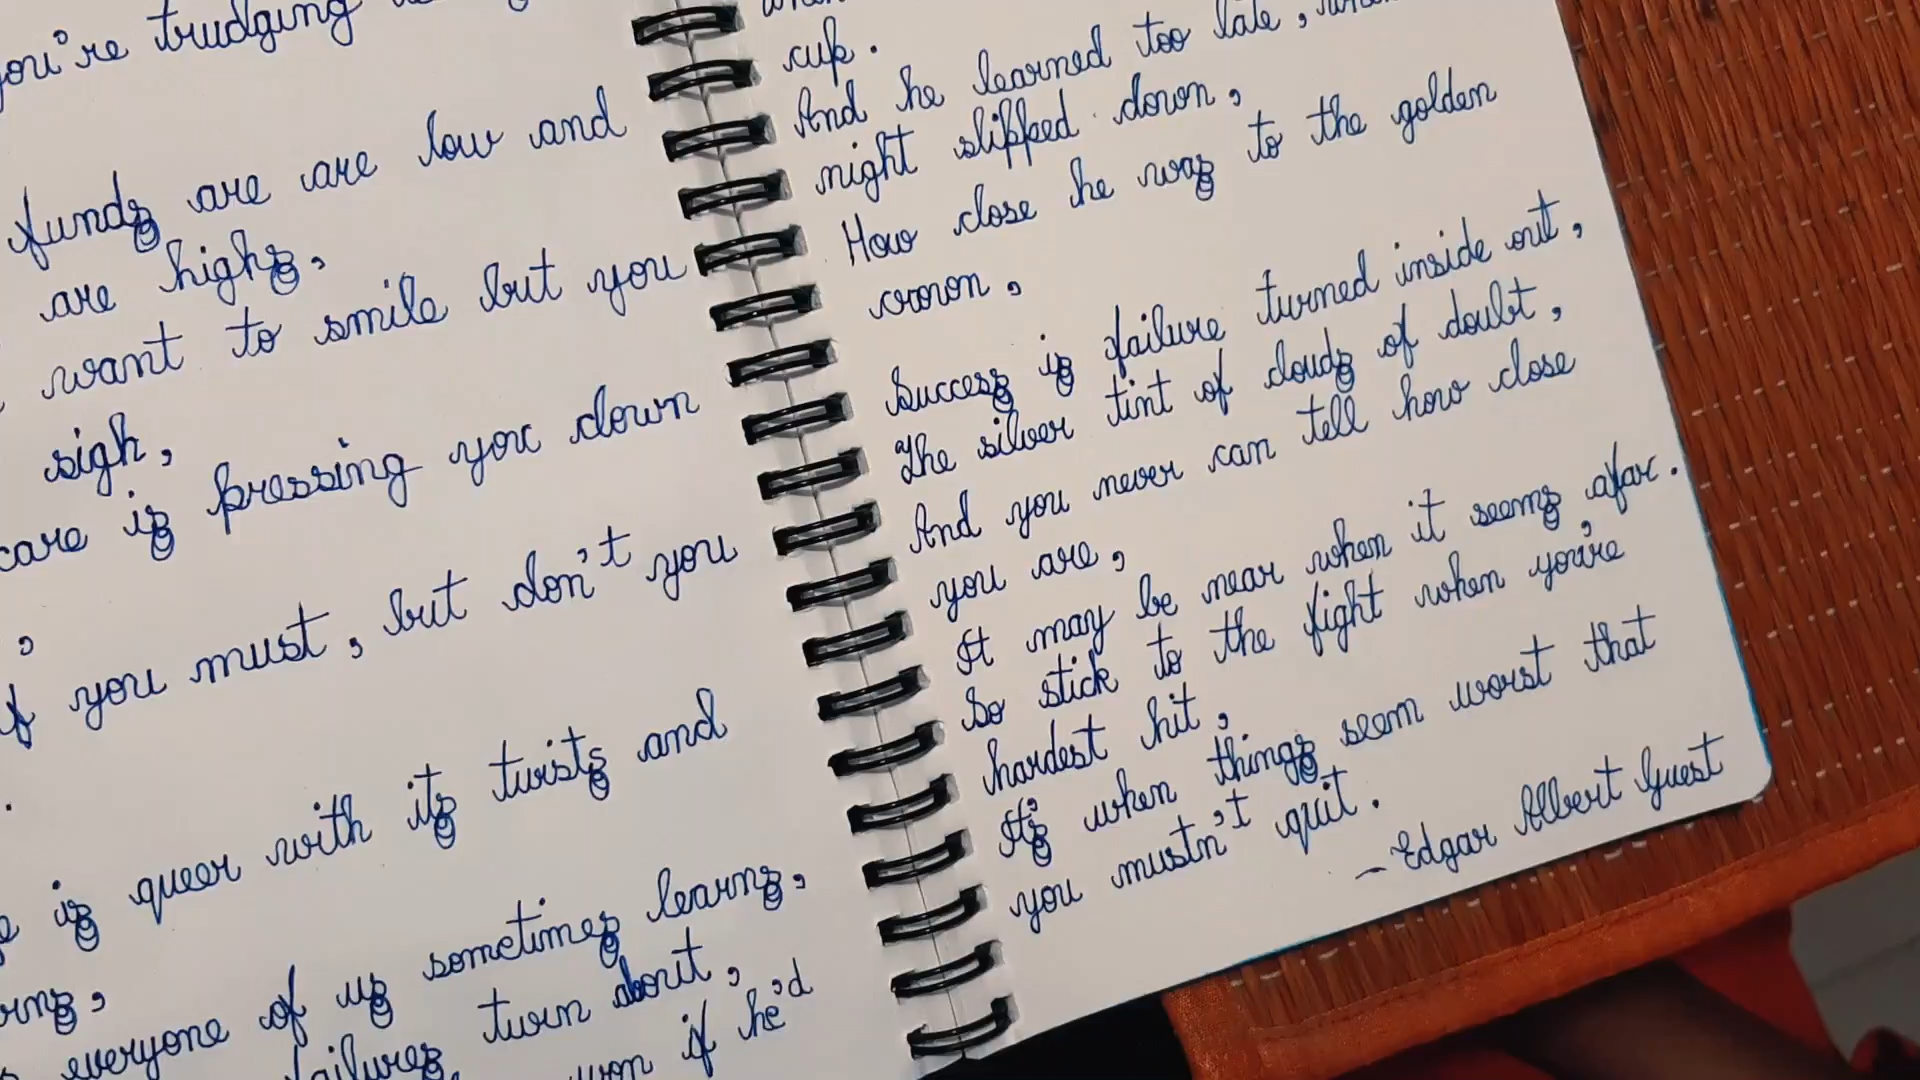 you're trudging
funds are are low and
are highs,
want to smile but you
sigh,
care is pressing you down
,
if you must, but don't you
.
is queer with its twists and
everyone of us sometimes learns,
failures turn about,
won if he'd
cup.
And he learned too late,
night slipped down,
How close he was to the golden
crown,
Success is failure turned inside out,
The silver tint of clouds of doubt,
And you never can tell how close
you are,
It may be near when it seems afar.
So stick to the fight when you're
hardest hit,
It's when things seem worst that
you mustn't quit.
- Edgar Albert Guest